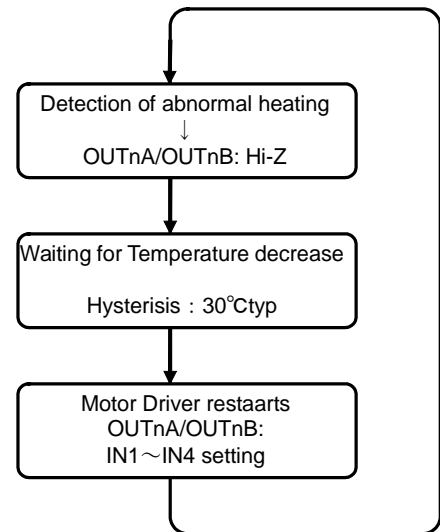 Detection of abnormal heating
↓
OUTnA/OUTnB: Hi-Z
Waiting for Temperature decrease
Hysterisis：30℃typ
Motor Driver restaarts
OUTnA/OUTnB:
IN1～IN4 setting